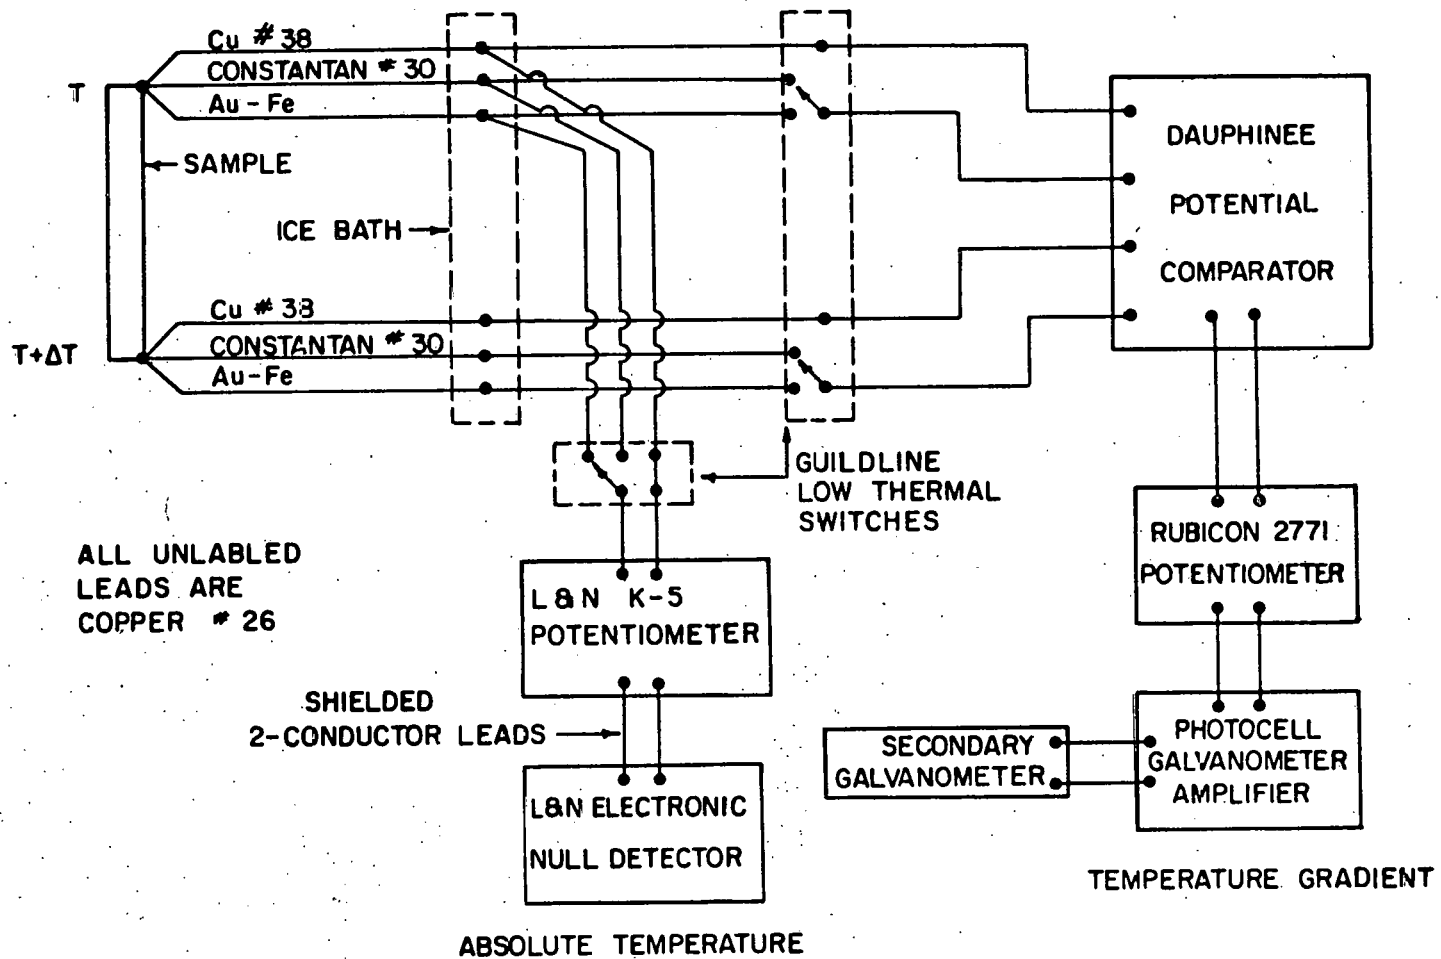 Cu # 38
CONSTANTAN # 30
Au-Fe
T
SAMPLE
ICE BATH
DAUPHINEE
POTENTIAL
COMPARATOR
Cu # 38
CONSTANTAN # 30
Au-Fe
T+ΔT
GUILDLINE
LOW THERMAL
SWITCHES
ALL UNLABLED
LEADS ARE
COPPER # 26
L & N K-5
POTENTIOMETER
RUBICON 2771
POTENTIOMETER
SHIELDED
2-CONDUCTOR LEADS
SECONDARY
GALVANOMETER
PHOTOCELL
GALVANOMETER
AMPLIFIER
L&N ELECTRONIC
NULL DETECTOR
TEMPERATURE GRADIENT
ABSOLUTE TEMPERATURE